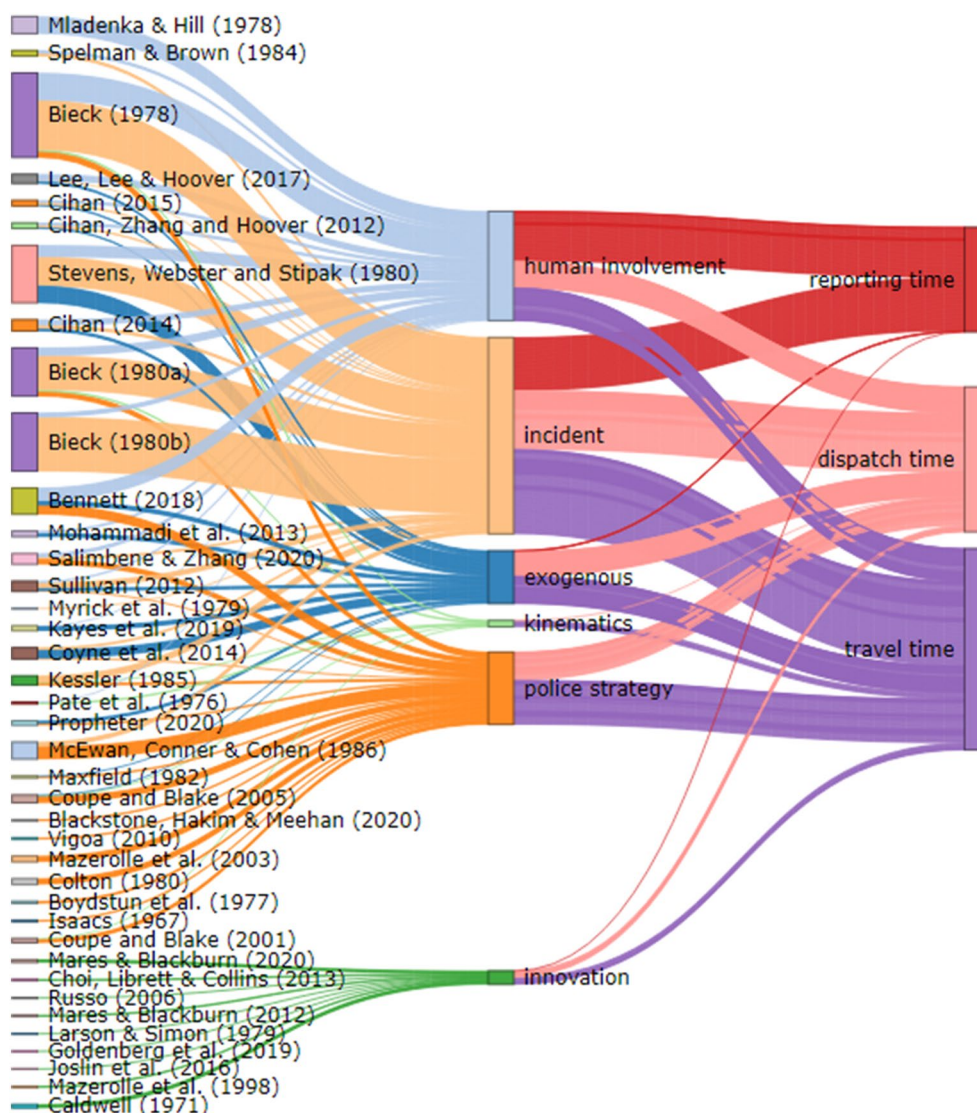 Mladenka & Hill (1978)
Spelman & Brown (1984)
Bieck (1978)
Lee, Lee & Hoover (2017)
Cihan (2015)
Cihan, Zhang and Hoover (2012)
Stevens, Webster and Stipak (1980)
Cihan (2014)
Bieck (1980a)
Bieck (1980b)
Bennett (2018)
Mohammadi et al. (2013)
Salimbene & Zhang (2020)
Sullivan (2012)
Myrick et al. (1979)
Kayes et al. (2019)
Coyne et al. (2014)
Kessler (1985)
Pate et al. (1976)
Propheter (2020)
McEwan, Conner & Cohen (1986)
Maxfield (1982)
Coupe and Blake (2005)
Blackstone, Hakim & Meehan (2020)
Vigoa (2010)
Mazerolle et al. (2003)
Colton (1980)
Boydstun et al. (1977)
Isaacs (1967)
Coupe and Blake (2001)
Mares & Blackburn (2020)
Choi, Librett & Collins (2013)
Russo (2006)
Mares & Blackburn (2012)
Larson & Simon (1979)
Goldenberg et al. (2019)
Joslin et al. (2016)
Mazerolle et al. (1998)
Caldwell (1971)
human involvement
incident
exogenous
kinematics
police strategy
innovation
reporting time
dispatch time
travel time